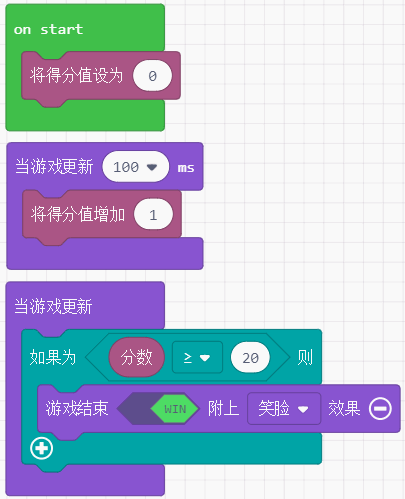 on start
将得分值设为 0
当游戏更新 100 ms
将得分值增加 1
当游戏更新
如果为 分数 ≥ 20 则
游戏结束 WIN 附上 笑脸 效果